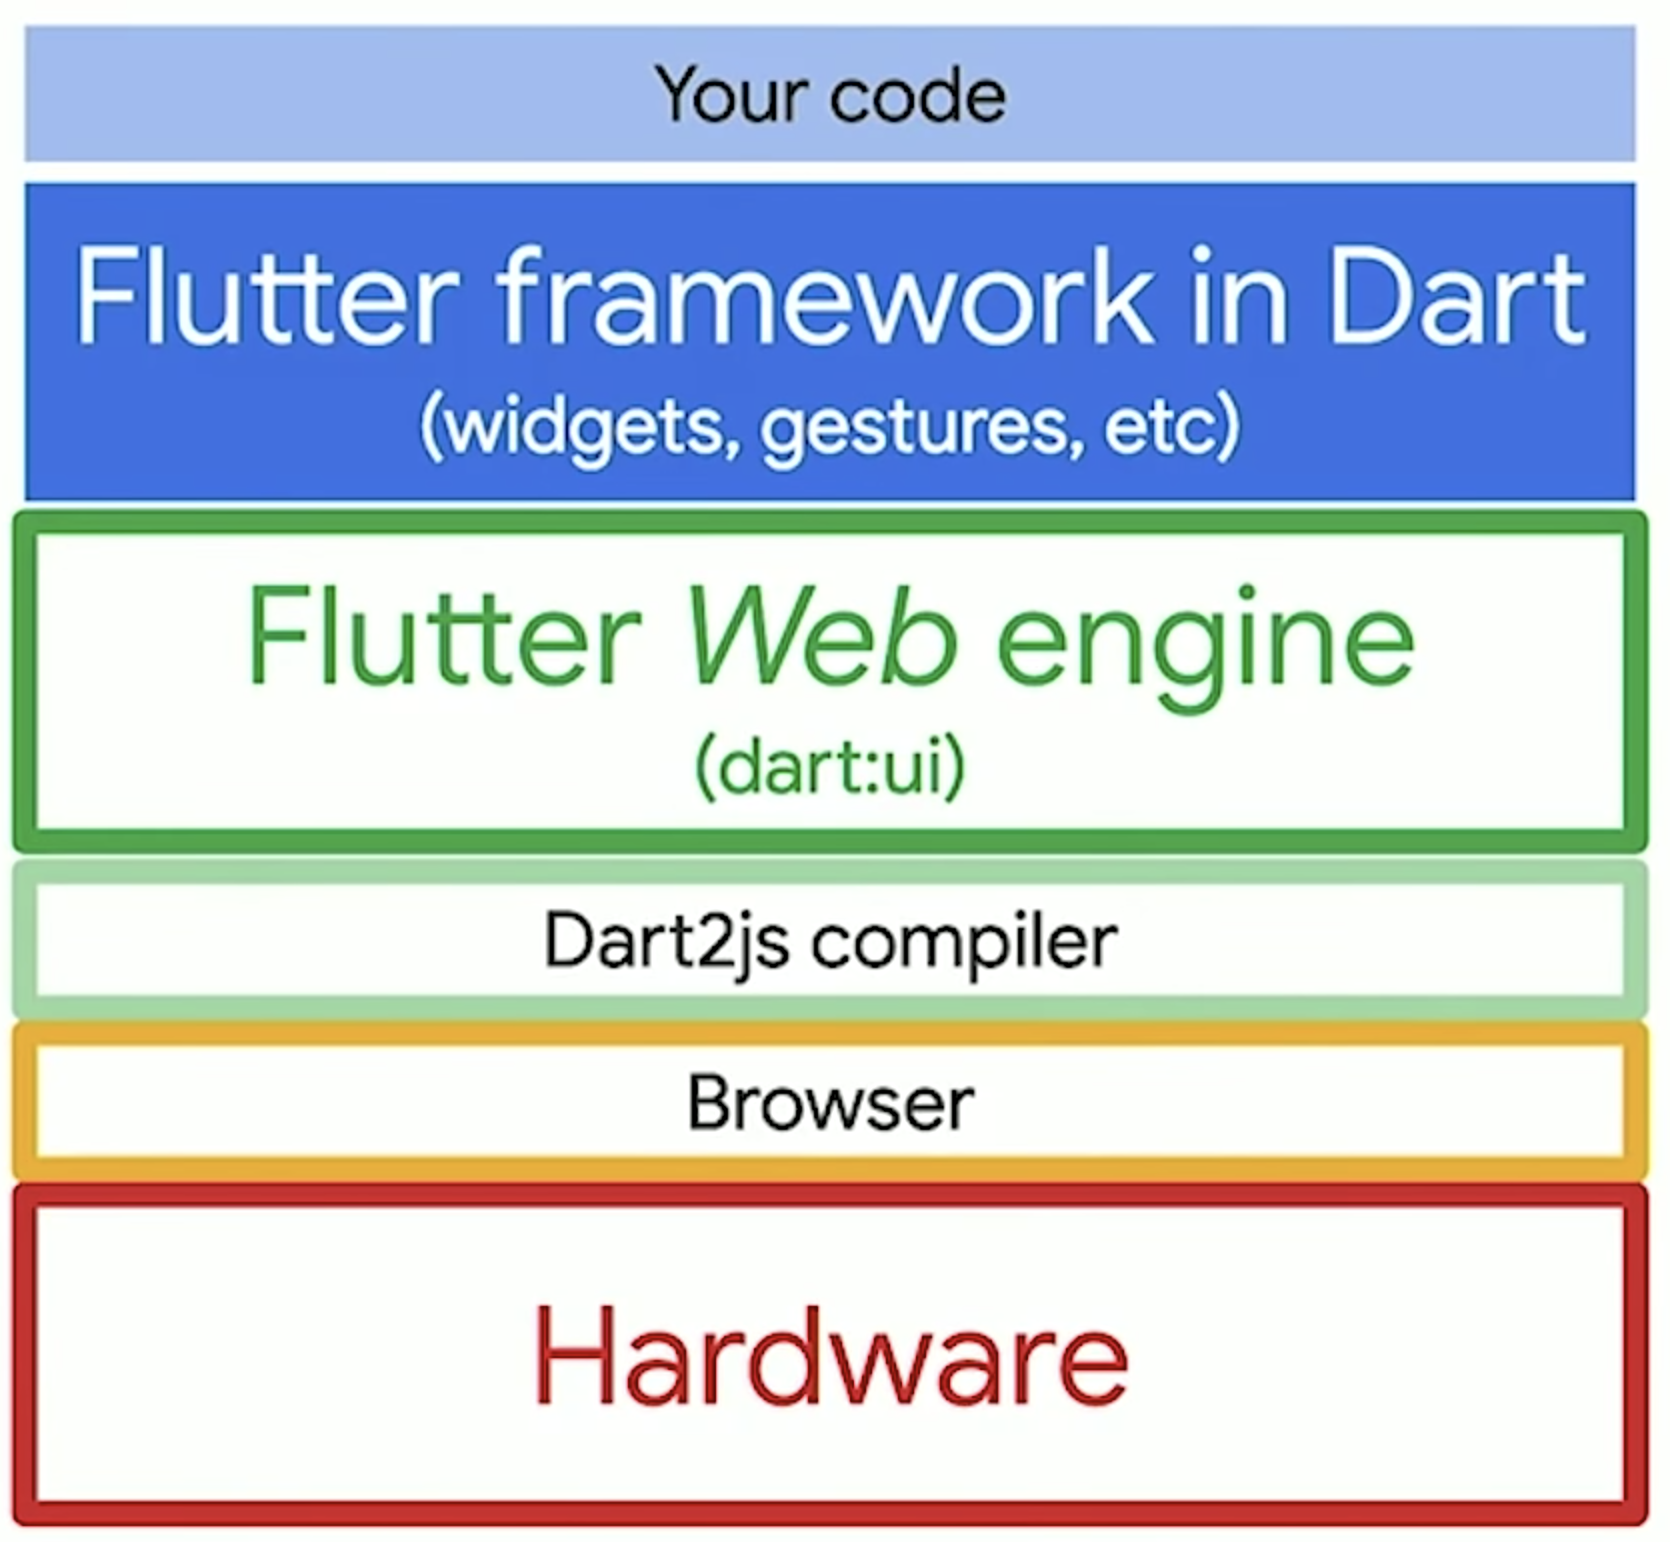 Your code
Flutter framework in Dart
(widgets, gestures, etc)
Flutter Web engine
(dart:ui)
Dart2js compiler
Browser
Hardware